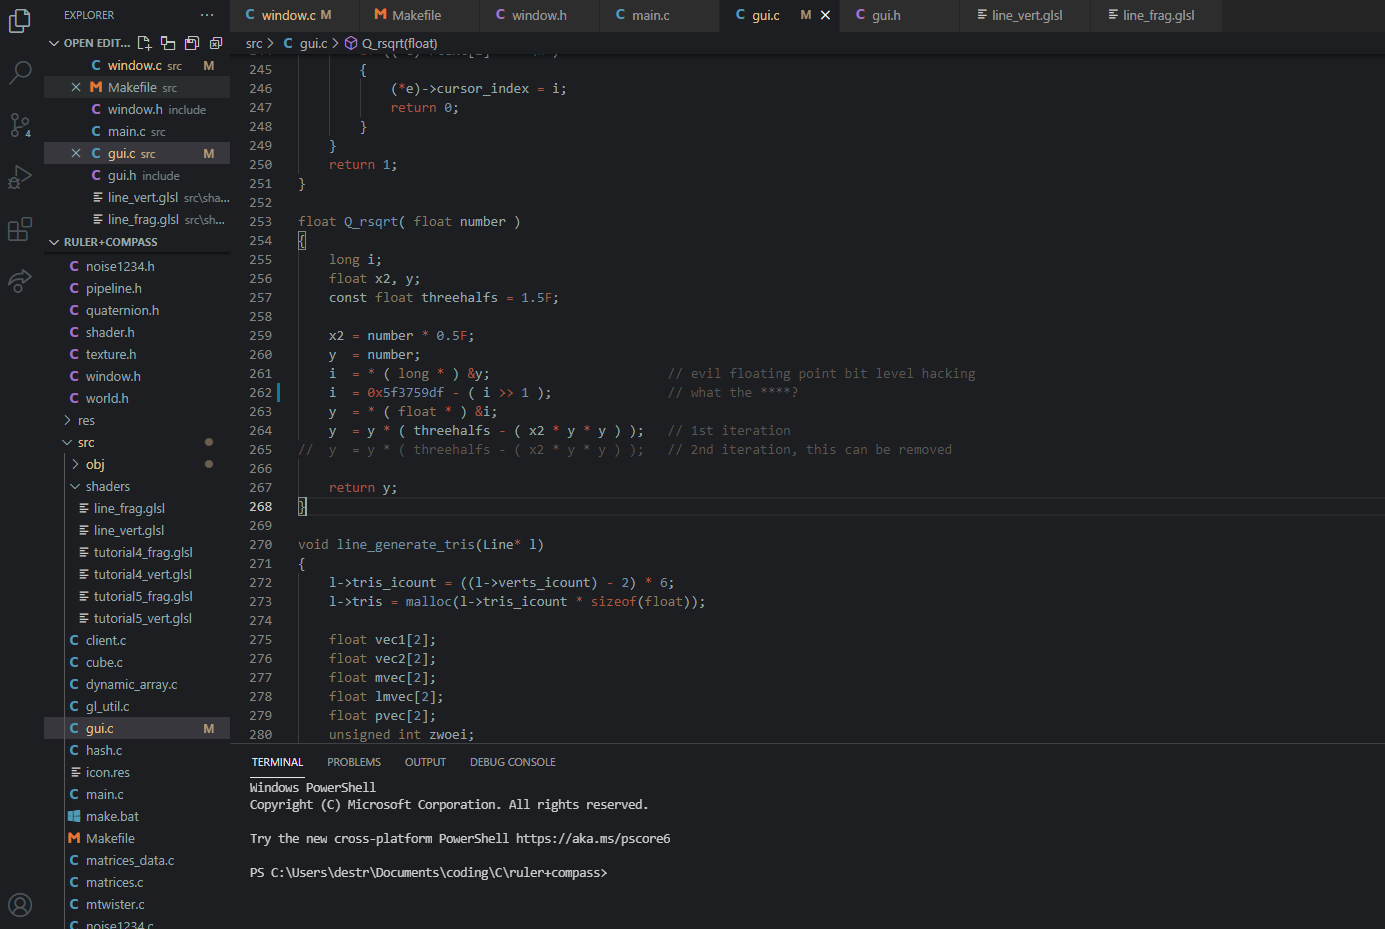 EXPLORER
OPEN EDIT...
window.c src M
Makefile src
window.h include
main.c src
gui.c src M
gui.h include
line_vert.glsl src\sha...
line_frag.glsl src\sh...
RULER+COMPASS
noise1234.h
pipeline.h
quaternion.h
shader.h
texture.h
window.h
world.h
res
src
obj
shaders
line_frag.glsl
line_vert.glsl
tutorial4_frag.glsl
tutorial4_vert.glsl
tutorial5_frag.glsl
tutorial5_vert.glsl
client.c
cube.c
dynamic_array.c
gl_util.c
gui.c M
hash.c
icon.res
main.c
make.bat
Makefile
matrices_data.c
matrices.c
mtwister.c
noise1234.c
4
window.c M Makefile window.h main.c gui.c M gui.h line_vert.glsl line_frag.glsl
src > gui.c > Q_rsqrt(float)
245 {
246 (*e)->cursor_index = i;
247 return 0;
248 }
249 }
250 return 1;
251 }
252
253 float Q_rsqrt( float number )
254 {
255 long i;
256 float x2, y;
257 const float threehalfs = 1.5F;
258
259 x2 = number * 0.5F;
260 y  = number;
261 i  = * ( long * ) &y; // evil floating point bit level hacking
262 i  = 0x5f3759df - ( i >> 1 ); // what the ****?
263 y  = * ( float * ) &i;
264 y  = y * ( threehalfs - ( x2 * y * y ) ); // 1st iteration
265 //  y  = y * ( threehalfs - ( x2 * y * y ) ); // 2nd iteration, this can be removed
266
267 return y;
268 }
269
270 void line_generate_tris(Line* l)
271 {
272 l->tris_icount = ((l->verts_icount) - 2) * 6;
273 l->tris = malloc(l->tris_icount * sizeof(float));
274
275 float vec1[2];
276 float vec2[2];
277 float mvec[2];
278 float lmvec[2];
279 float pvec[2];
280 unsigned int zwoei;
TERMINAL PROBLEMS OUTPUT DEBUG CONSOLE
Windows PowerShell
Copyright (C) Microsoft Corporation. All rights reserved.
Try the new cross-platform PowerShell https://aka.ms/pscore6
PS C:\Users\destr\Documents\coding\C\ruler+compass>